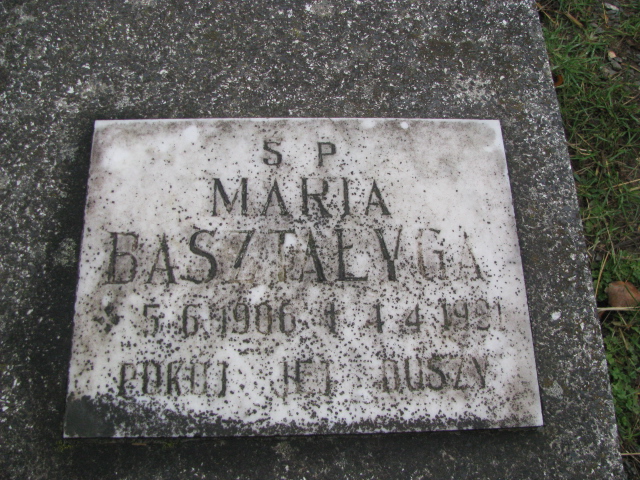 S P
MARIA
BASZTAŁYGA
* 5.6.1906 † 4.4.1981
POKÓJ JEJ DUSZY